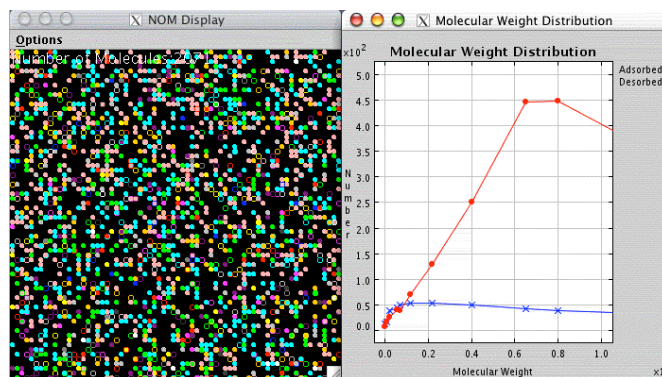 NOM Display
Options
Number of Molecules
Molecular Weight Distribution
Molecular Weight Distribution
x10²
Adsorbed
Desorbed
5.0
4.5
4.0
3.5
3.0
2.5
2.0
1.5
1.0
0.5
0.0
Number
0.0 0.2 0.4 0.6 0.8 1.0
Molecular Weight